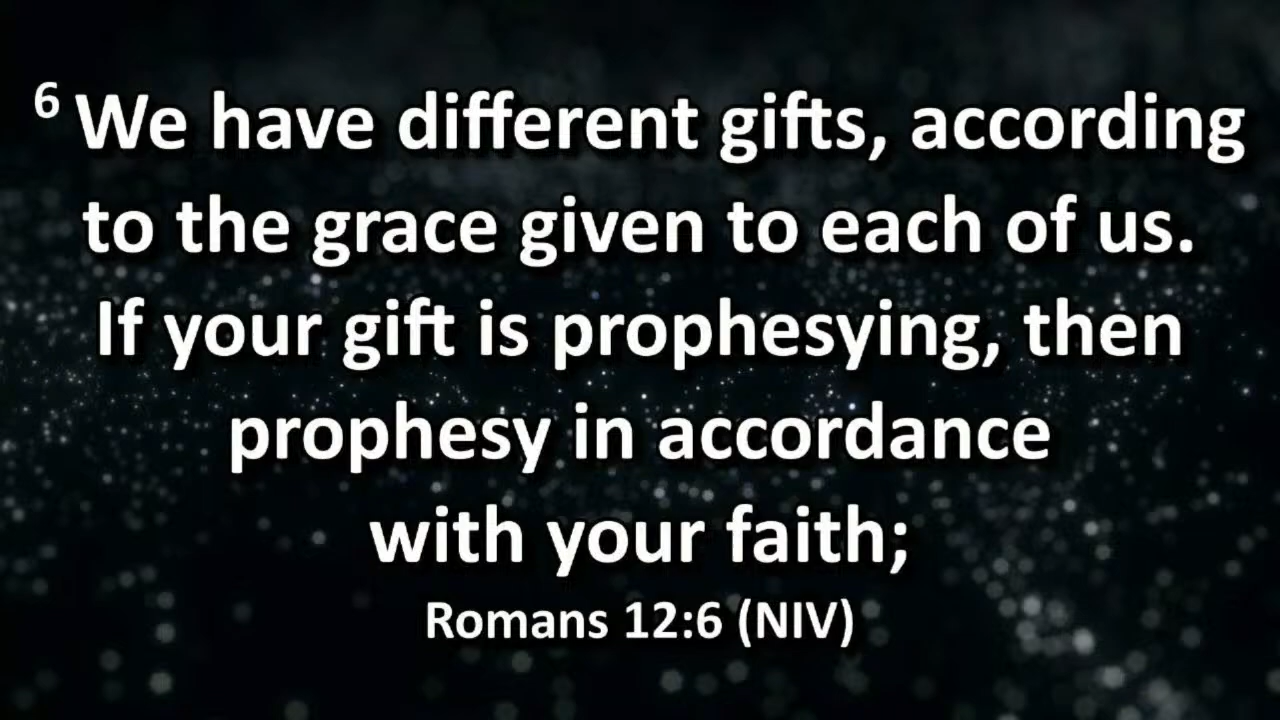 6 We have different gifts, according
to the grace given to each of us.
If your gift is prophesying, then
prophesy in accordance
with your faith;
Romans 12:6 (NIV)